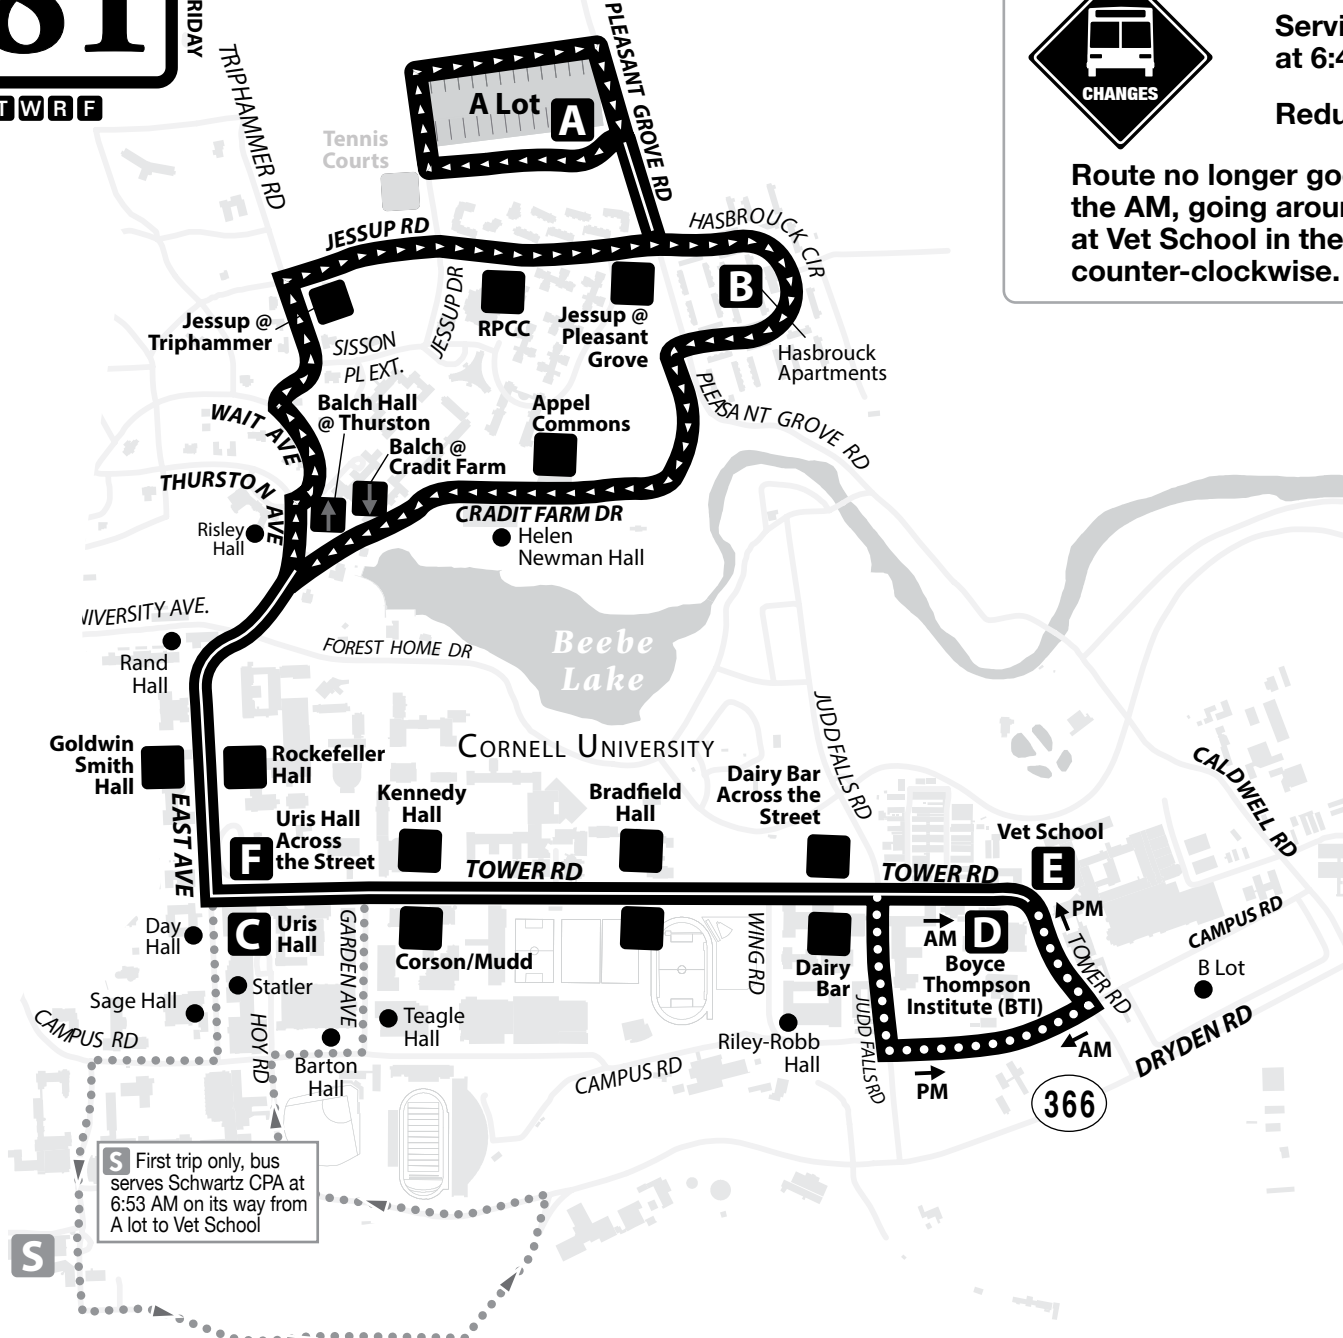 81
RIDAY
T W R F
TRIPHAMMER RD
PLEASANT GROVE RD
A Lot
A
Tennis
Courts
CHANGES
Servi
at 6:4
Redu
Route no longer go
the AM, going arou
at Vet School in the
counter-clockwise.
JESSUP RD
HASBROUCK CIR
B
Jessup @
Triphammer
SISSON
PL EXT.
JESSUP DR
RPCC
Jessup @
Pleasant
Grove
Hasbrouck
Apartments
PLEASANT GROVE RD
WAIT AVE
Balch Hall
@ Thurston
Balch @
Cradit Farm
Appel
Commons
THURSTON AVE
CRADIT FARM DR
Risley
Hall
Helen
Newman Hall
NIVERSITY AVE.
Rand
Hall
FOREST HOME DR
Beebe
Lake
Goldwin
Smith
Hall
Rockefeller
Hall
CORNELL UNIVERSITY
JUDD FALLS RD
CALDWELL RD
EAST AVE
F
Uris Hall
Across
the Street
Kennedy
Hall
Bradfield
Hall
Dairy Bar
Across the
Street
Vet School
E
TOWER RD
TOWER RD
Day
Hall
C
Uris
Hall
GARDEN AVE
Corson/Mudd
WING RD
Dairy
Bar
AM
D
Boyce
Thompson
Institute (BTI)
PM
TOWER RD
CAMPUS RD
B Lot
Sage Hall
Statler
Teagle
Hall
CAMPUS RD
HOY RD
Barton
Hall
CAMPUS RD
Riley-Robb
Hall
JUDD FALLS RD
AM
PM
DRYDEN RD
366
S First trip only, bus
serves Schwartz CPA at
6:53 AM on its way from
A lot to Vet School
S